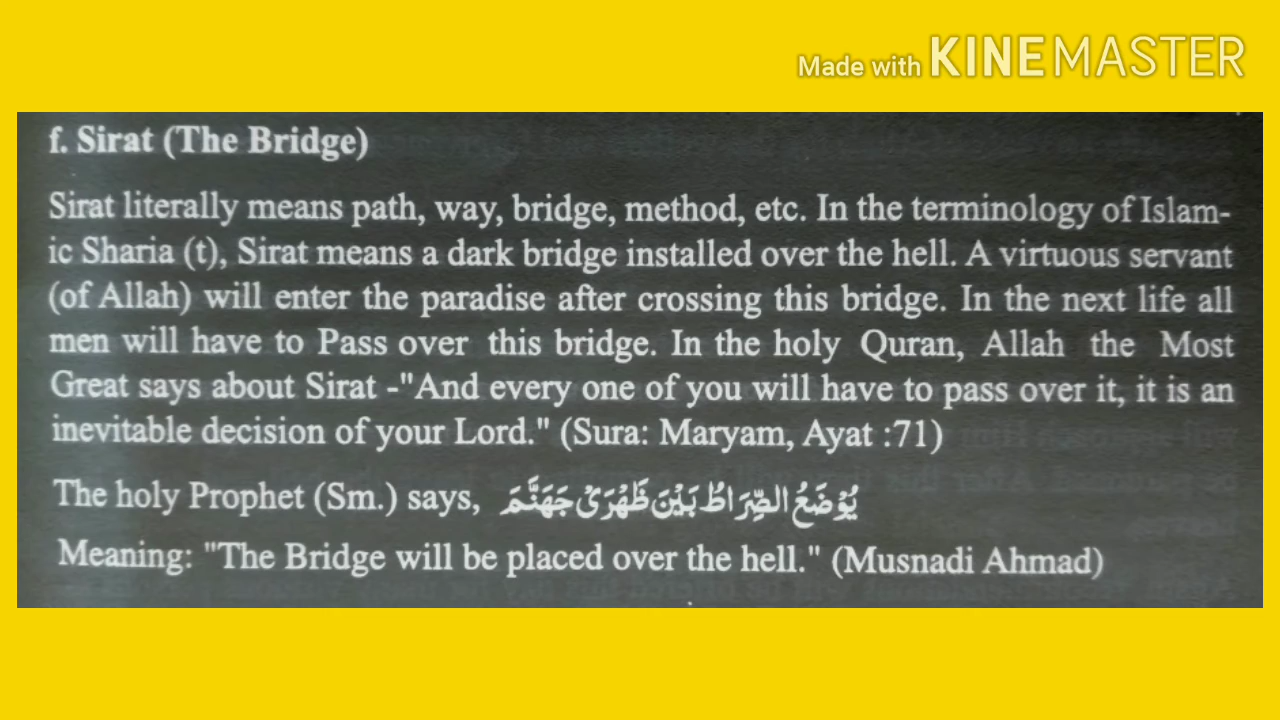 Made with KINEMASTER
f. Sirat (The Bridge)
Sirat literally means path, way, bridge, method, etc. In the terminology of Islam-
ic Sharia (t), Sirat means a dark bridge installed over the hell. A virtuous servant
(of Allah) will enter the paradise after crossing this bridge. In the next life all
men will have to Pass over this bridge. In the holy Quran, Allah the Most
Great says about Sirat -"And every one of you will have to pass over it, it is an
inevitable decision of your Lord." (Sura: Maryam, Ayat :71)
The holy Prophet (Sm.) says, يُوْضَعُ الصِّرَاطُ بَيْنَ ظَهْرَىْ جَهَنَّمَ
Meaning: "The Bridge will be placed over the hell." (Musnadi Ahmad)